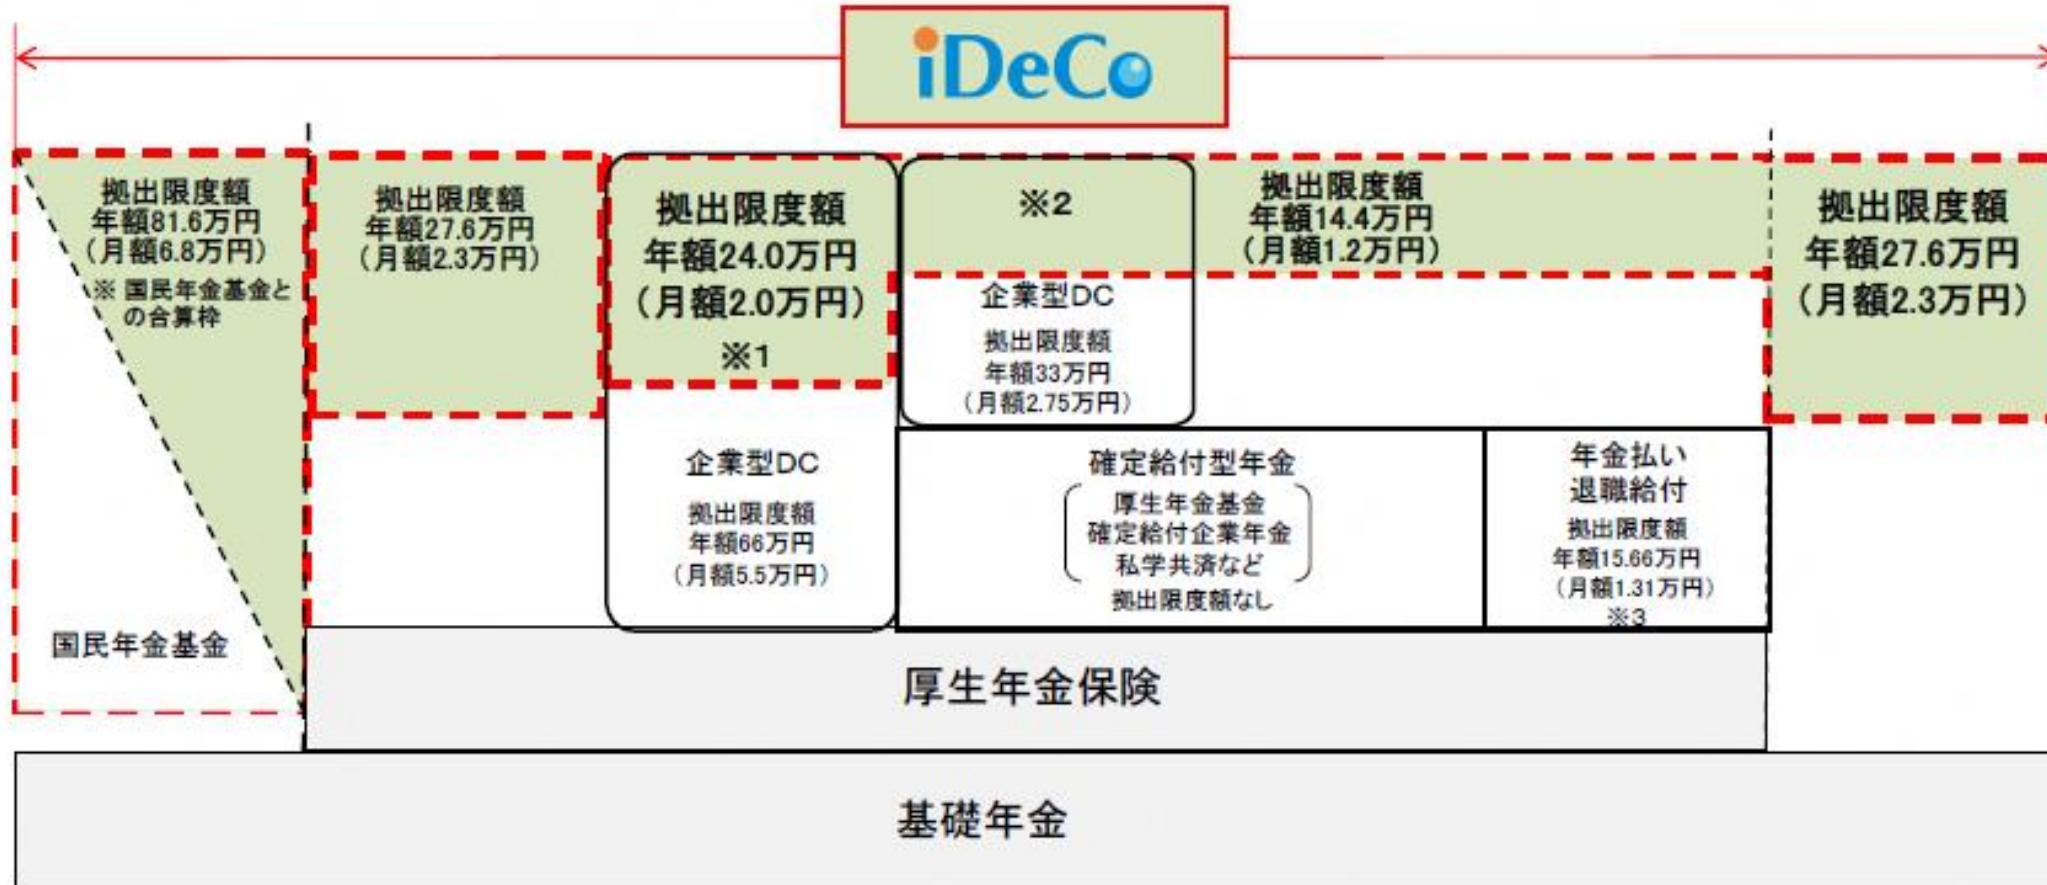 iDeCo
拠出限度額
年額81.6万円
（月額6.8万円）
※ 国民年金基金と
の合算枠
国民年金基金
拠出限度額
年額27.6万円
（月額2.3万円）
拠出限度額
年額24.0万円
（月額2.0万円）
※1
企業型DC
拠出限度額
年額66万円
（月額5.5万円）
※2
企業型DC
拠出限度額
年額33万円
（月額2.75万円）
拠出限度額
年額14.4万円
（月額1.2万円）
確定給付型年金
厚生年金基金
確定給付企業年金
私学共済など
拠出限度額なし
年金払い
退職給付
拠出限度額
年額15.66万円
（月額1.31万円）
※3
拠出限度額
年額27.6万円
（月額2.3万円）
厚生年金保険
基礎年金